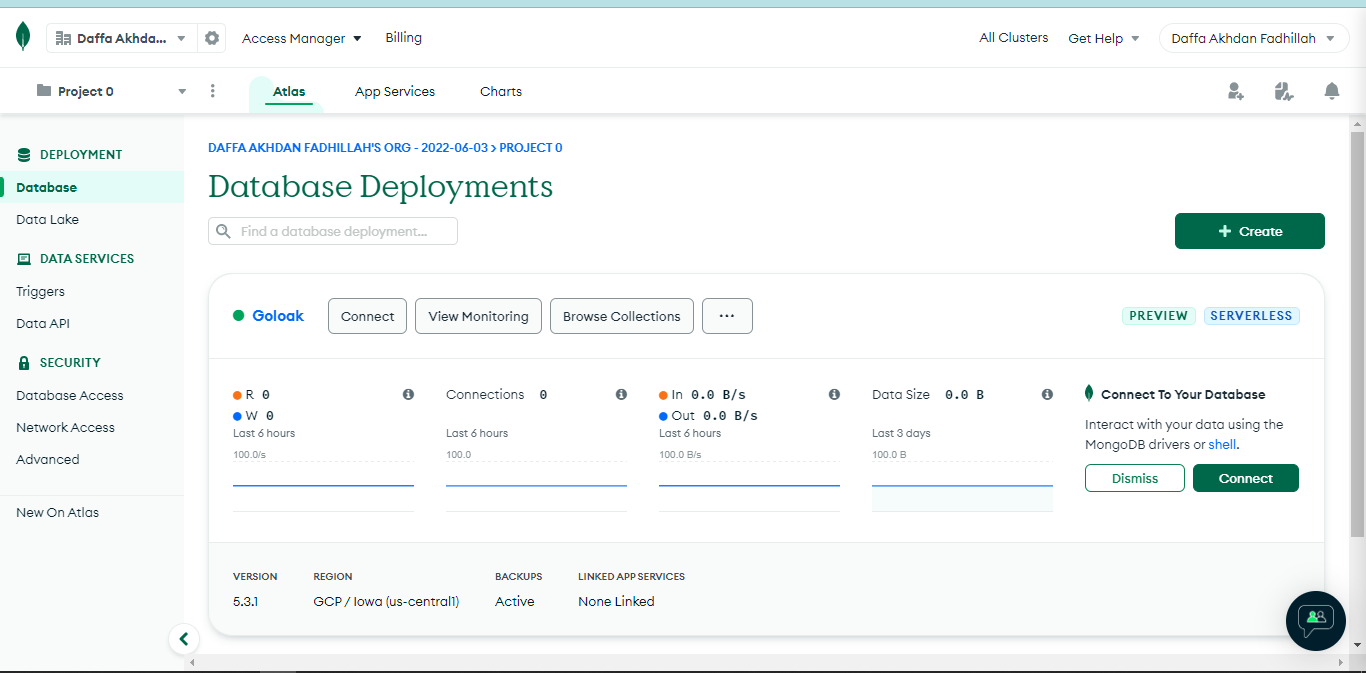 Daffa Akhda...
Access Manager
Billing
All Clusters
Get Help
Daffa Akhdan Fadhillah
Project 0
Atlas
App Services
Charts
DEPLOYMENT
Database
Data Lake
DATA SERVICES
Triggers
Data API
SECURITY
Database Access
Network Access
Advanced
New On Atlas
DAFFA AKHDAN FADHILLAH'S ORG - 2022-06-03 > PROJECT 0
Database Deployments
Find a database deployment...
+ Create
Goloak
Connect
View Monitoring
Browse Collections
...
PREVIEW
SERVERLESS
R 0
W 0
Last 6 hours
100.0/s
Connections 0
Last 6 hours
100.0
In 0.0 B/s
Out 0.0 B/s
Last 6 hours
100.0 B/s
Data Size 0.0 B
Last 3 days
100.0 B
Connect To Your Database
Interact with your data using the
MongoDB drivers or shell.
Dismiss
Connect
VERSION
5.3.1
REGION
GCP / Iowa (us-central1)
BACKUPS
Active
LINKED APP SERVICES
None Linked